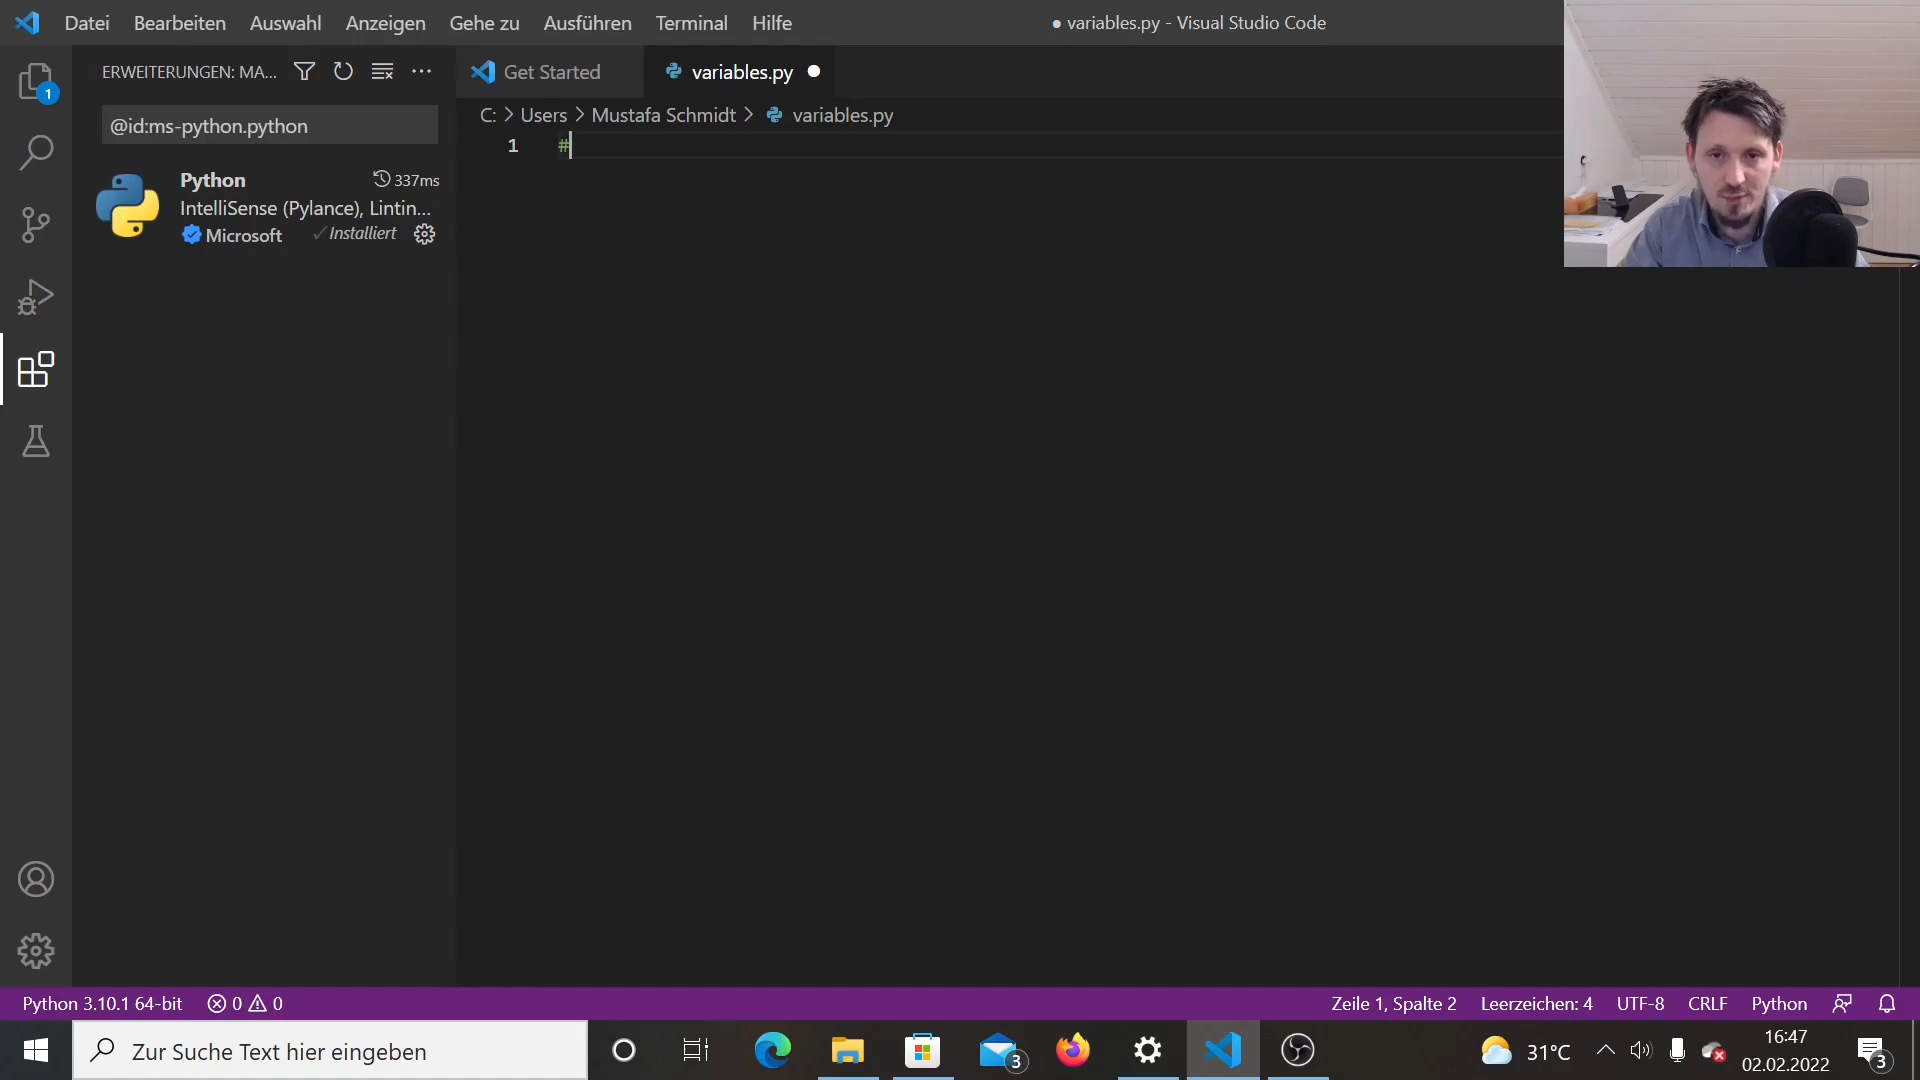 Datei Bearbeiten Auswahl Anzeigen Gehe zu Ausführen Terminal Hilfe
● variables.py - Visual Studio Code
ERWEITERUNGEN: MA...
Get Started
variables.py
1
@id:ms-python.python
C: > Users > Mustafa Schmidt > variables.py
1 #
Python 337ms
IntelliSense (Pylance), Lintin...
Microsoft ✓Installiert
Python 3.10.1 64-bit 0 0
Zeile 1, Spalte 2 Leerzeichen: 4 UTF-8 CRLF Python
Zur Suche Text hier eingeben
3
31°C
16:47
02.02.2022
3